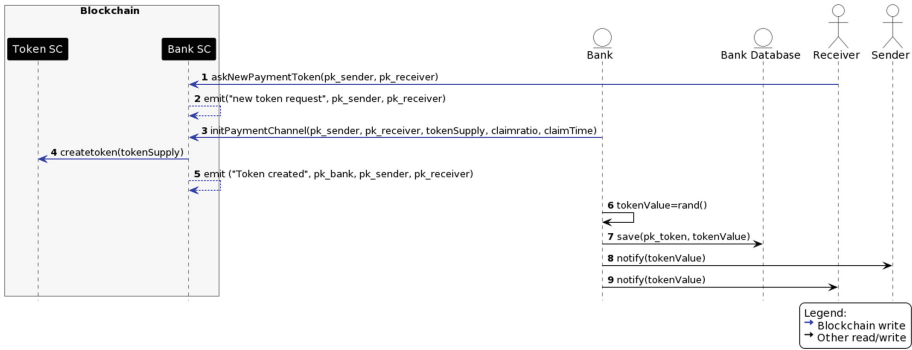 Blockchain
Token SC
Bank SC
Bank
Bank Database
Receiver
Sender
1 askNewPaymentToken(pk_sender, pk_receiver)
2 emit("new token request", pk_sender, pk_receiver)
3 initPaymentChannel(pk_sender, pk_receiver, tokenSupply, claimratio, claimTime)
4 createtoken(tokenSupply)
5 emit ("Token created", pk_bank, pk_sender, pk_receiver)
6 tokenValue=rand()
7 save(pk_token, tokenValue)
8 notify(tokenValue)
9 notify(tokenValue)
Legend:
Blockchain write
Other read/write